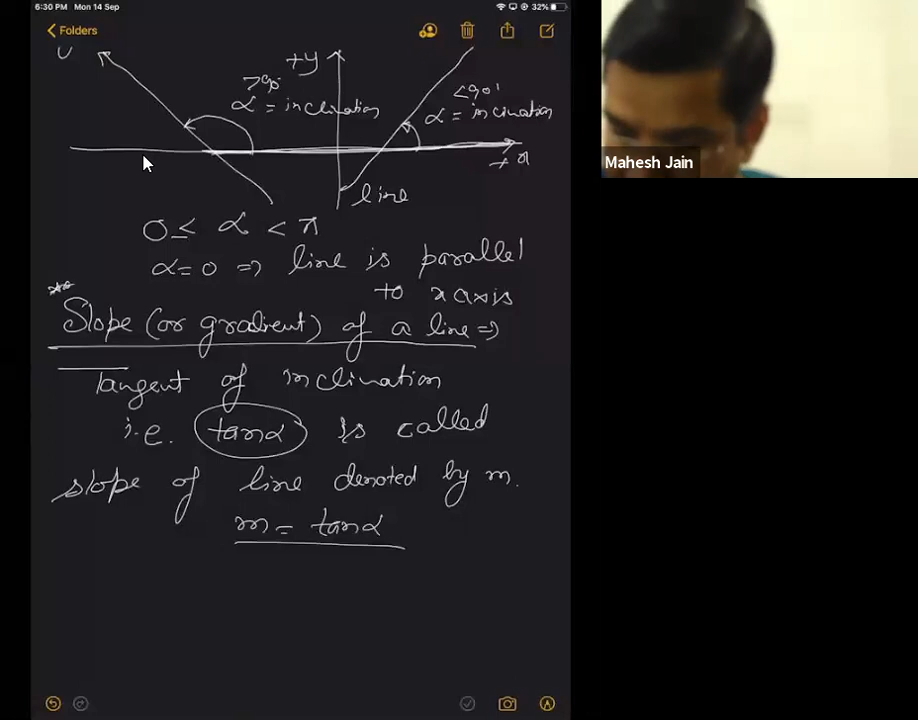 6:30 PM Mon 14 Sep
32%
Folders
+y
>90°
α = inclination
<90°
α = inclination
+x
line
0 ≤ α < π
α = 0 ⇒ line is parallel
to x axis
Slope (or gradient) of a line ⇒
Tangent of inclination
i.e. tanα is called
slope of line denoted by m.
m = tanα
Mahesh Jain